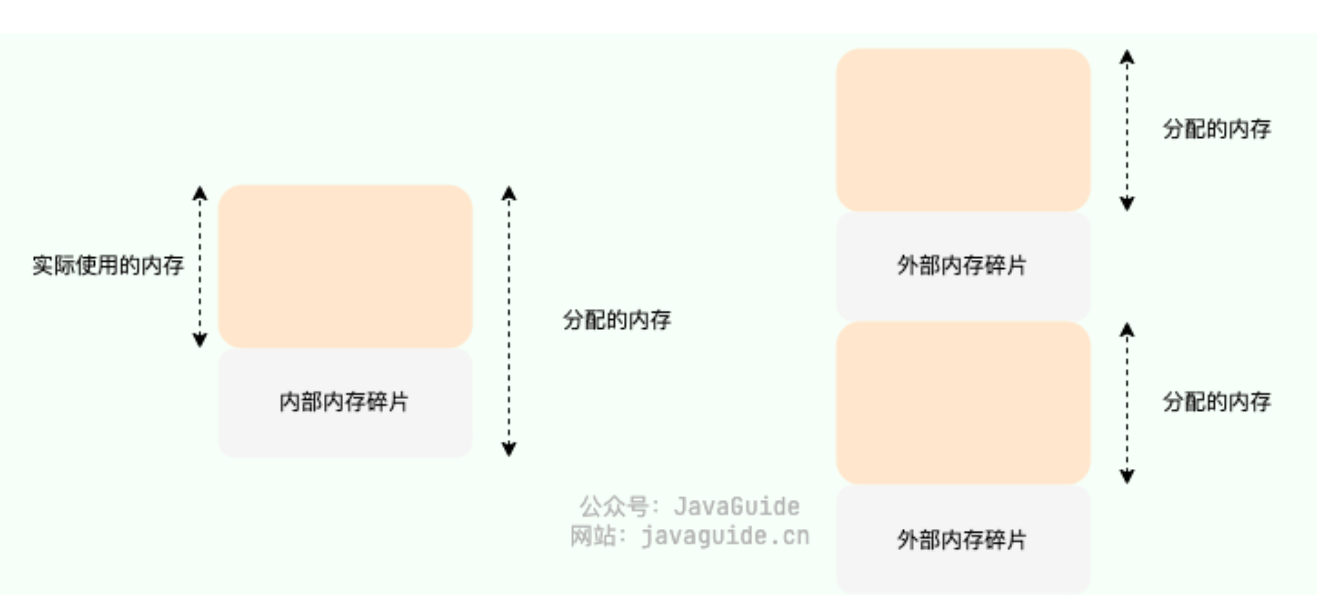 实际使用的内存
内部内存碎片
分配的内存
分配的内存
外部内存碎片
分配的内存
外部内存碎片
公众号：JavaGuide
网站：javaguide.cn